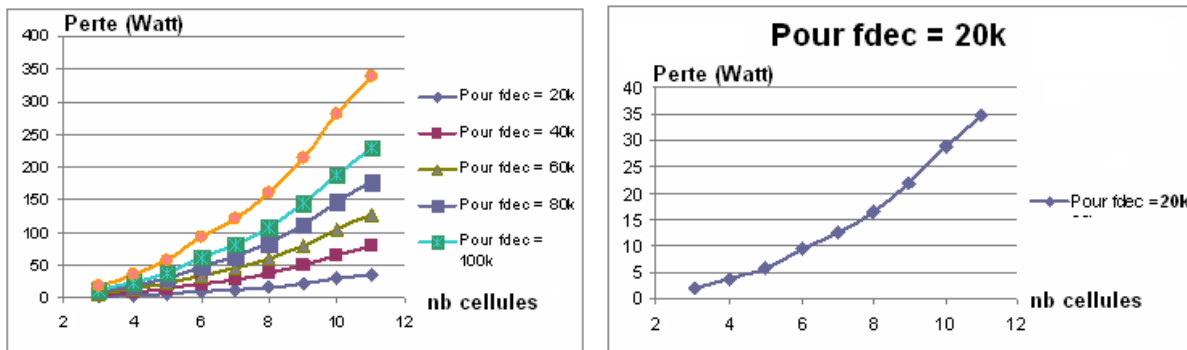 Perte (Watt)
400
350
300
250
200
150
100
50
0
2 4 6 8 10 12
nb cellules
Pour fdec = 20k
Pour fdec = 40k
Pour fdec = 60k
Pour fdec = 80k
Pour fdec =
100k
Pour fdec = 20k
Perte (Watt)
40
35
30
25
20
15
10
5
0
2 4 6 8 10 12
nb cellules
Pour fdec = 20k